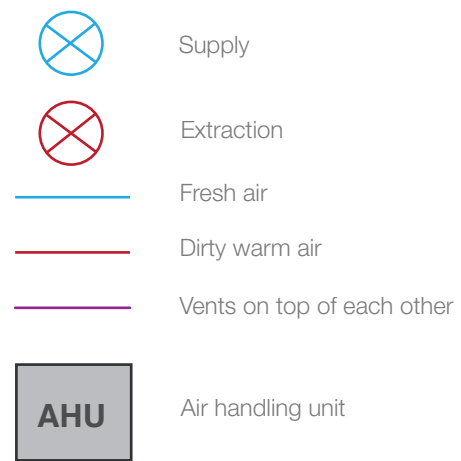 Supply
Extraction
Fresh air
Dirty warm air
Vents on top of each other
AHU
Air handling unit